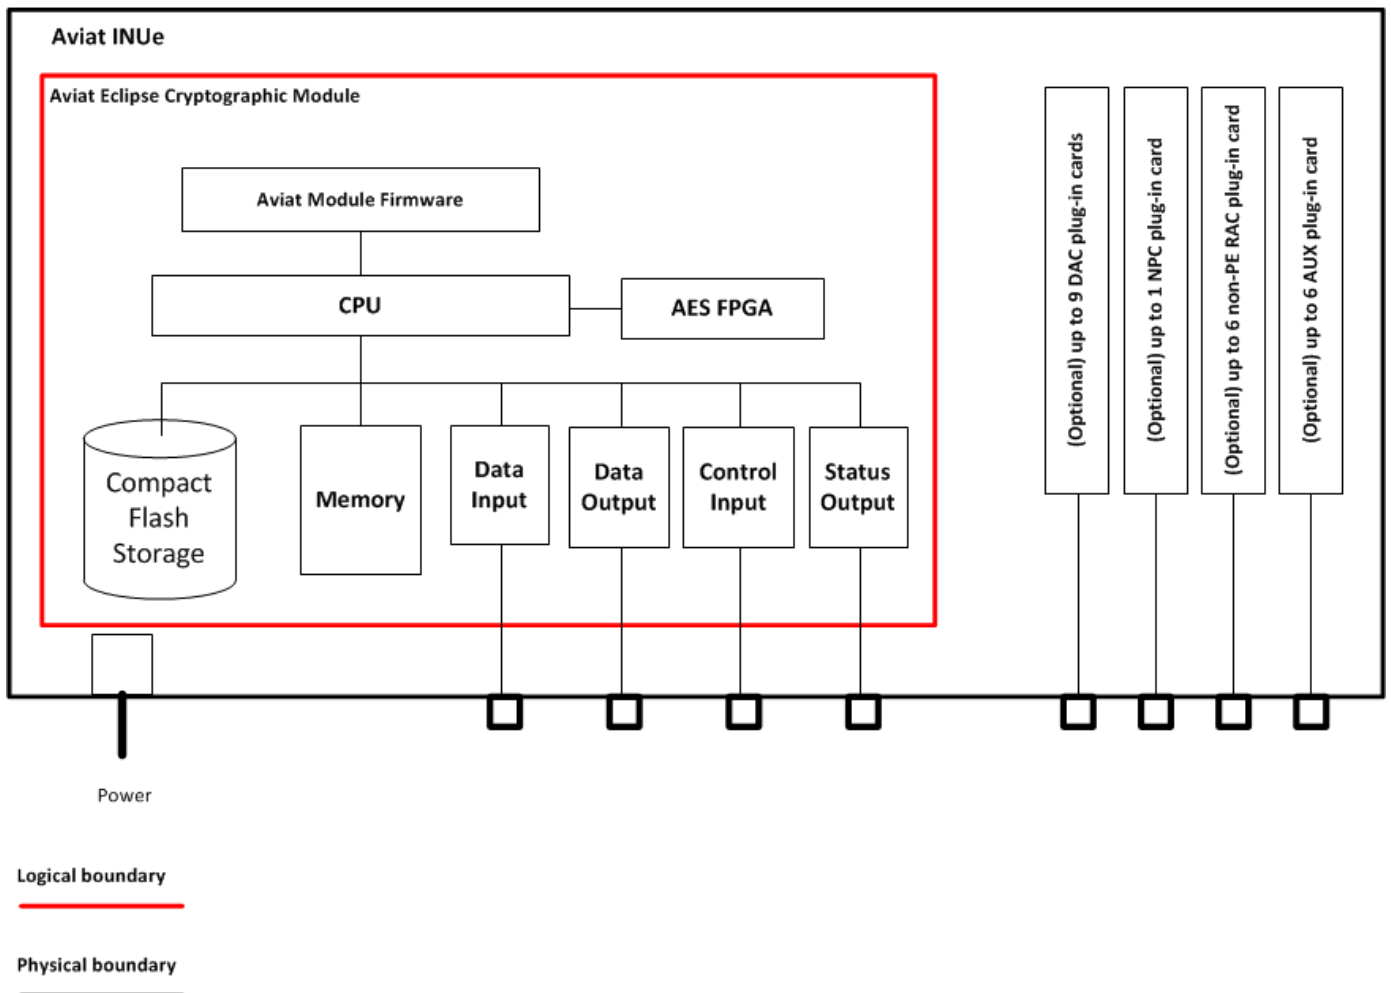 Aviat INUe
Aviat Eclipse Cryptographic Module
Aviat Module Firmware
CPU
AES FPGA
Compact
Flash
Storage
Memory
Data
Input
Data
Output
Control
Input
Status
Output
(Optional) up to 9 DAC plug-in cards
(Optional) up to 1 NPC plug-in card
(Optional) up to 6 non-PE RAC plug-in card
(Optional) up to 6 AUX plug-in card
Power
Logical boundary
Physical boundary